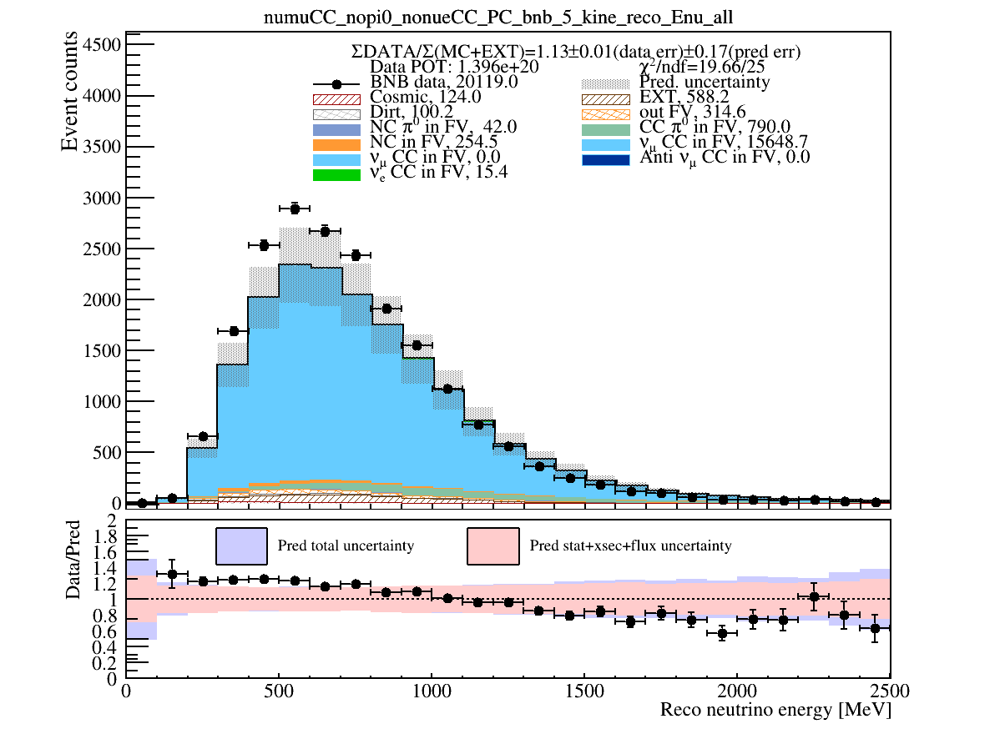 numuCC_nopi0_nonueCC_PC_bnb_5_kine_reco_Enu_all
ΣDATA/Σ(MC+EXT)=1.13±0.01(data err)±0.17(pred err)
Data POT: 1.396e+20
χ²/ndf=19.66/25
BNB data, 20119.0
Pred. uncertainty
Cosmic, 124.0
EXT, 588.2
Dirt, 100.2
out FV, 314.6
NC π⁰ in FV, 42.0
CC π⁰ in FV, 790.0
NC in FV, 254.5
νμ CC in FV, 15648.7
νμ CC in FV, 0.0
Anti νμ CC in FV, 0.0
νe CC in FV, 15.4
Event counts
4500
4000
3500
3000
2500
2000
1500
1000
500
0
Data/Pred
Pred total uncertainty
Pred stat+xsec+flux uncertainty
2
1.8
1.6
1.4
1.2
1
0.8
0.6
0.4
0.2
0
0 500 1000 1500 2000 2500
Reco neutrino energy [MeV]